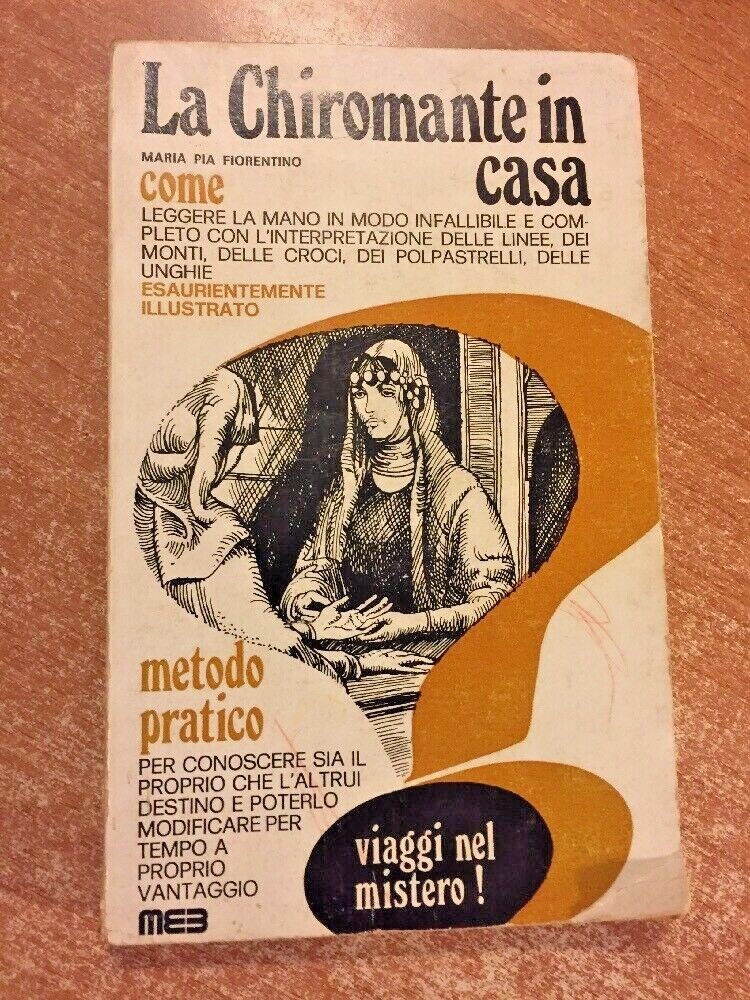 La Chiromante in
casa
MARIA PIA FIORENTINO
come
LEGGERE LA MANO IN MODO INFALLIBILE E COM-
PLETO CON L'INTERPRETAZIONE DELLE LINEE, DEI
MONTI, DELLE CROCI, DEI POLPASTRELLI, DELLE
UNGHIE
ESAURIENTEMENTE
ILLUSTRATO
metodo
pratico
PER CONOSCERE SIA IL
PROPRIO CHE L'ALTRUI
DESTINO E POTERLO
MODIFICARE PER
TEMPO A
PROPRIO
VANTAGGIO
MEB
viaggi nel
mistero !